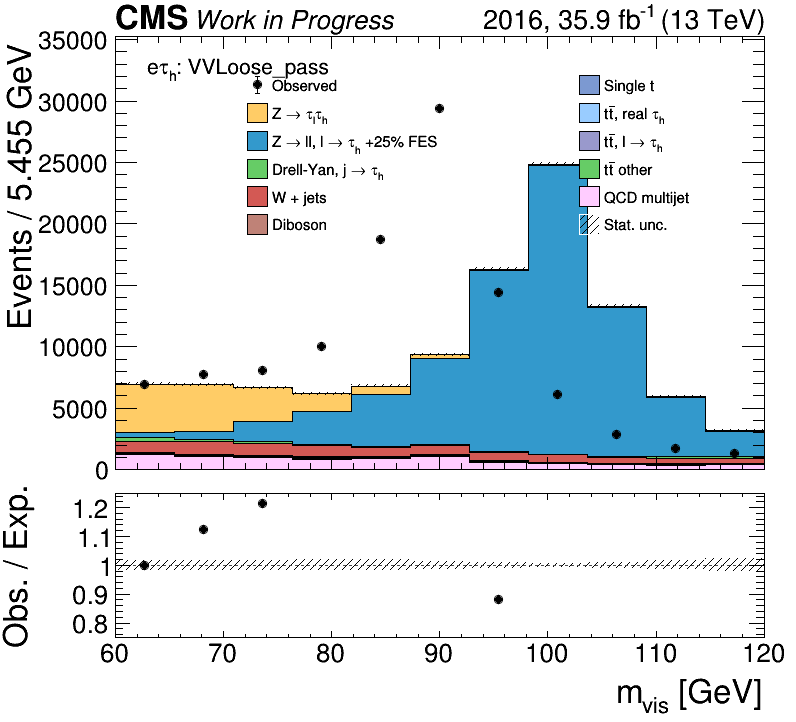 CMS Work in Progress 2016, 35.9 fb⁻¹ (13 TeV)
Events / 5.455 GeV
35000
30000
25000
20000
15000
10000
5000
0
eτh: VVLoose_pass
Observed
Z → τlτh
Z → ll, l → τh +25% FES
Drell-Yan, j → τh
W + jets
Diboson
Single t
tt̄, real τh
tt̄, l → τh
tt̄ other
QCD multijet
Stat. unc.
Obs. / Exp.
1.2
1.1
1
0.9
0.8
60 70 80 90 100 110 120
mvis [GeV]